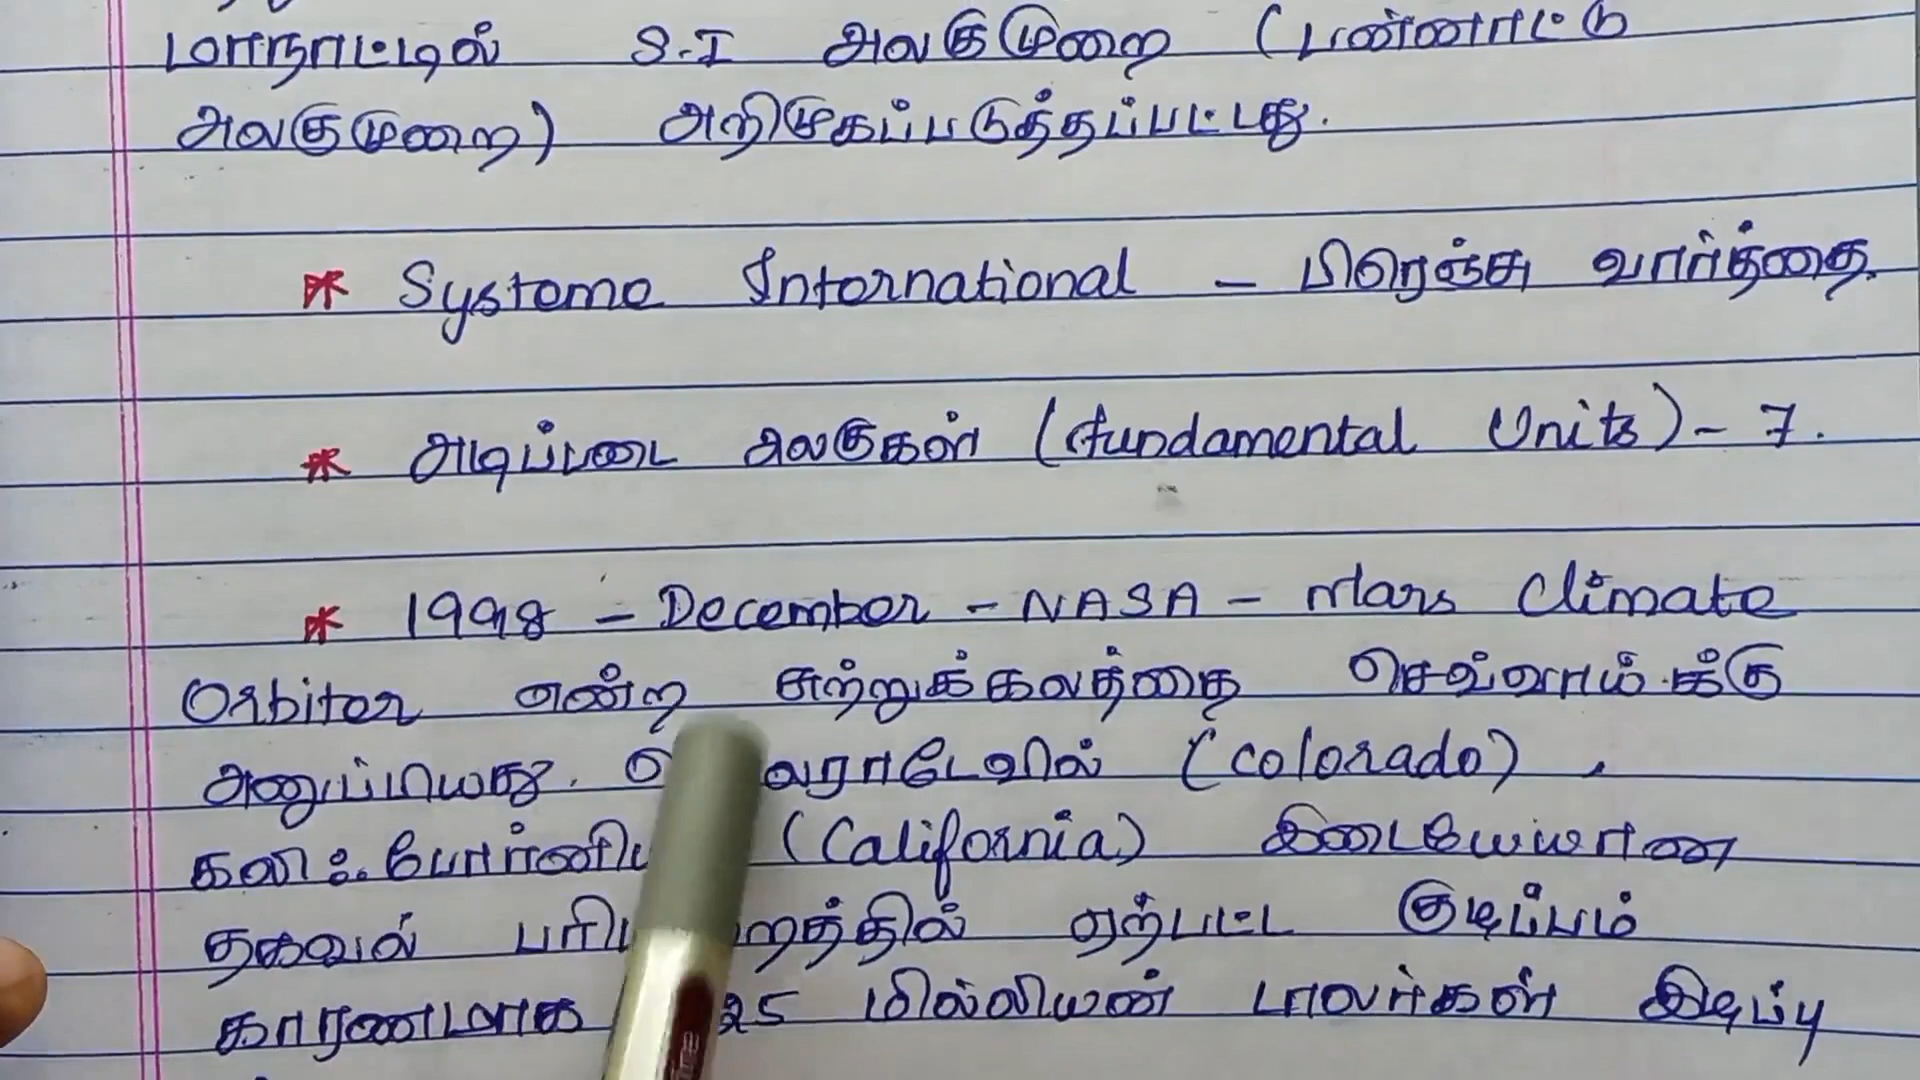 மாநாட்டில் S.I அலகுமுறை (பன்னாட்டு
அலகுமுறை) அறிமுகப்படுத்தப்பட்டது.
* Systeme International - பிரெஞ்சு வார்த்தை.
* அடிப்படை அலகுகள் (fundamental Units) - 7.
* 1998 - December - NASA - Mars Climate
Orbiter என்ற சுற்றுக்கலத்தை செவ்வாய்க்கு
அனுப்பியது. (Colorado),
(California) இடையேயான
தகவல் ஏற்பட்ட குழப்பம்
காரணமாக 25 மில்லியன் டாலர்கள் இழப்பு